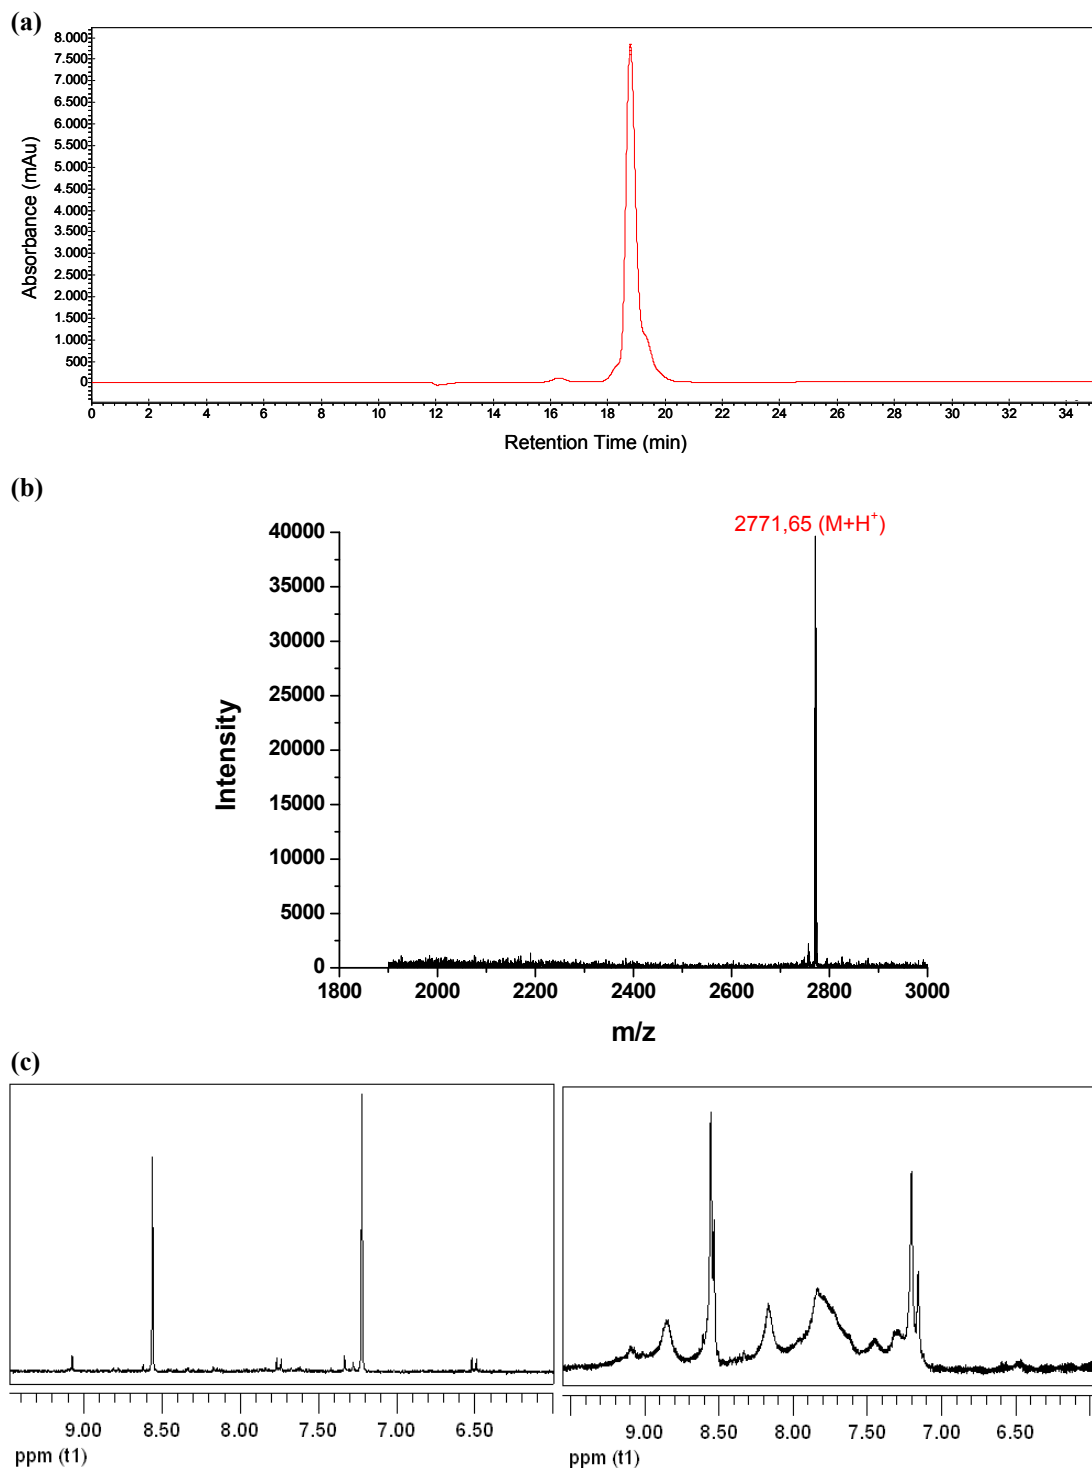 (a)
8.000
7.500
7.000
6.500
6.000
5.500
5.000
4.500
4.000
3.500
3.000
2.500
2.000
1.500
1.000
500
0
Absorbance (mAu)
0 2 4 6 8 10 12 14 16 18 20 22 24 26 28 30 32 34
Retention Time (min)
(b)
2771,65 (M+H⁺)
40000
35000
30000
25000
20000
15000
10000
5000
0
Intensity
1800 2000 2200 2400 2600 2800 3000
m/z
(c)
9.00 8.50 8.00 7.50 7.00 6.50
ppm (t1)
9.00 8.50 8.00 7.50 7.00 6.50
ppm (t1)